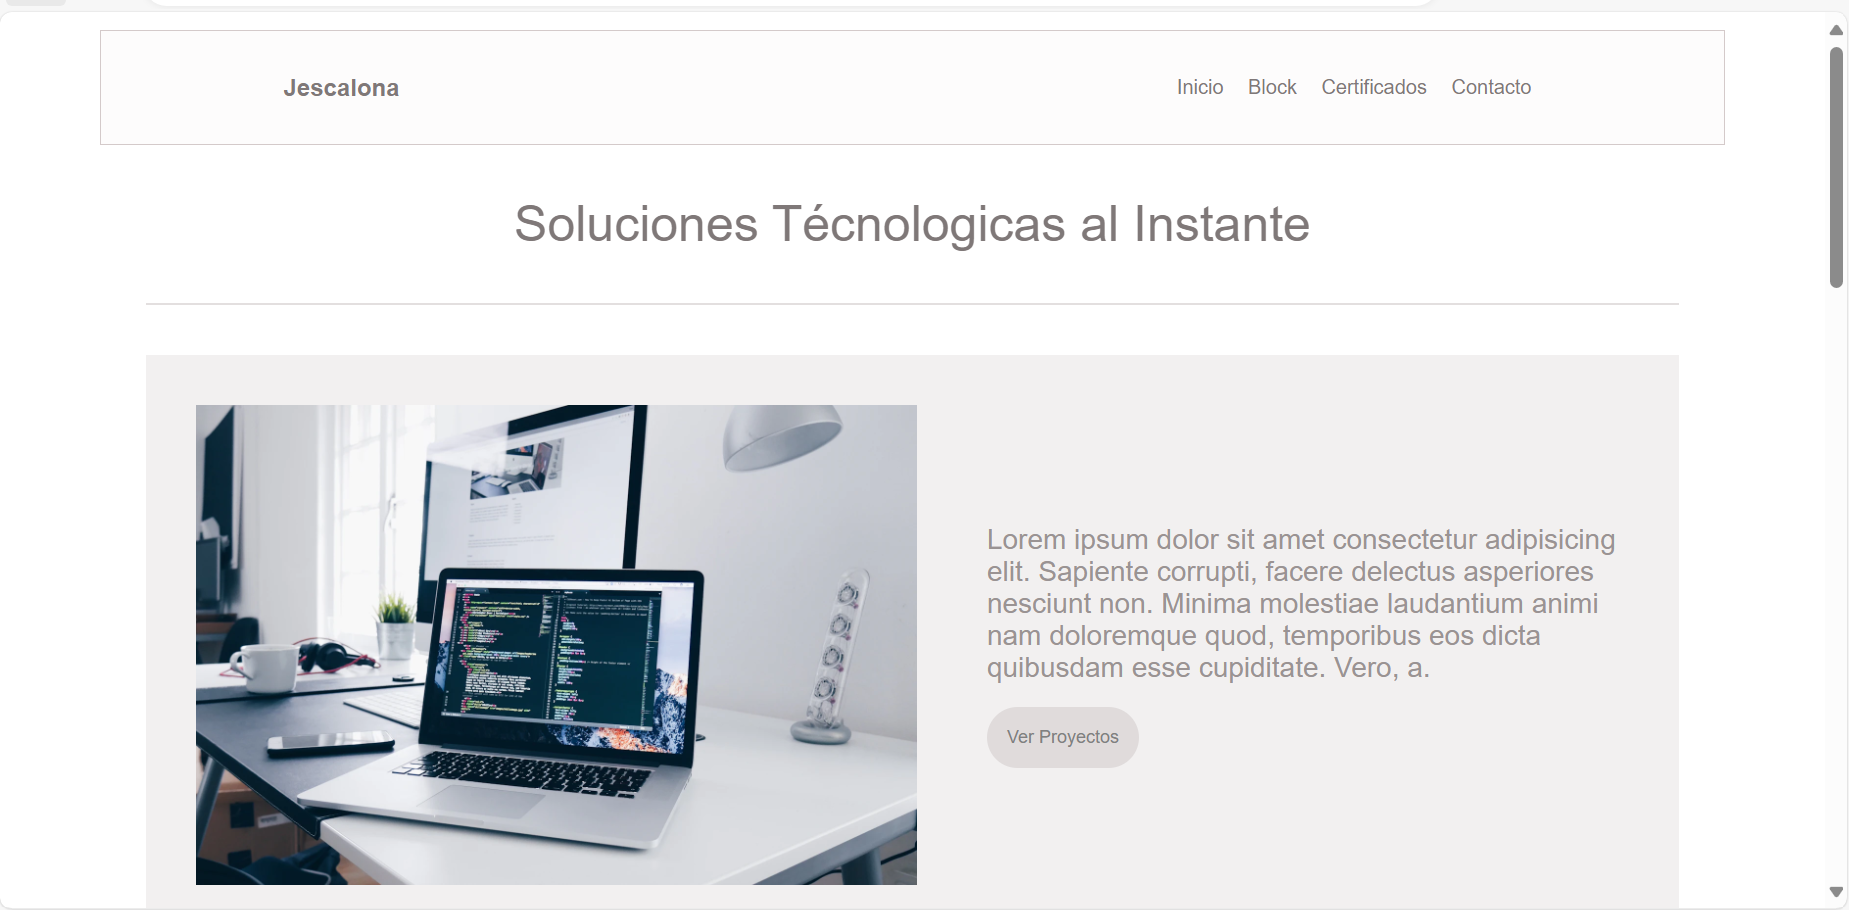 Jescalona
Inicio Block Certificados Contacto
Soluciones Técnologicas al Instante
Lorem ipsum dolor sit amet consectetur adipisicing
elit. Sapiente corrupti, facere delectus asperiores
nesciunt non. Minima molestiae laudantium animi
nam doloremque quod, temporibus eos dicta
quibusdam esse cupiditate. Vero, a.
Ver Proyectos